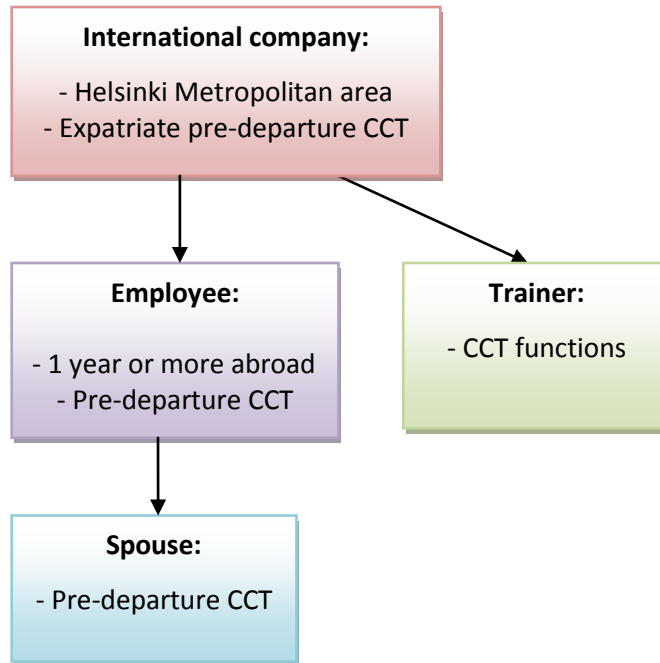 International company:
- Helsinki Metropolitan area
- Expatriate pre-departure CCT
Employee:
- 1 year or more abroad
- Pre-departure CCT
Trainer:
- CCT functions
Spouse:
- Pre-departure CCT